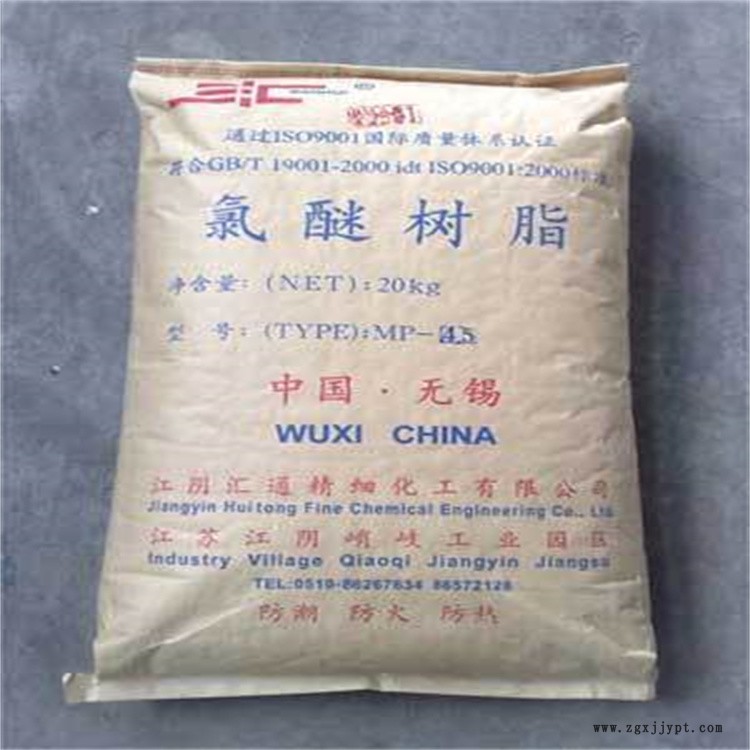 ®
通过ISO9001国际质量体系认证
符合GB/T 19001-2000 idt ISO9001:2000标准
氯醚树脂
净含量: (NET): 20kg
型 号: (TYPE): MP-45
中国·无锡
WUXI CHINA
江阴汇通精细化工有限公司
Jiangyin Huitong Fine Chemical Engineering Co., Ltd
江苏江阴峭岐工业园区
Industry Village Qiaoqi Jiangyin Jiangsu
TEL:0510-86267634 86572128
防潮 防火 防热
www.zgxjjypt.com